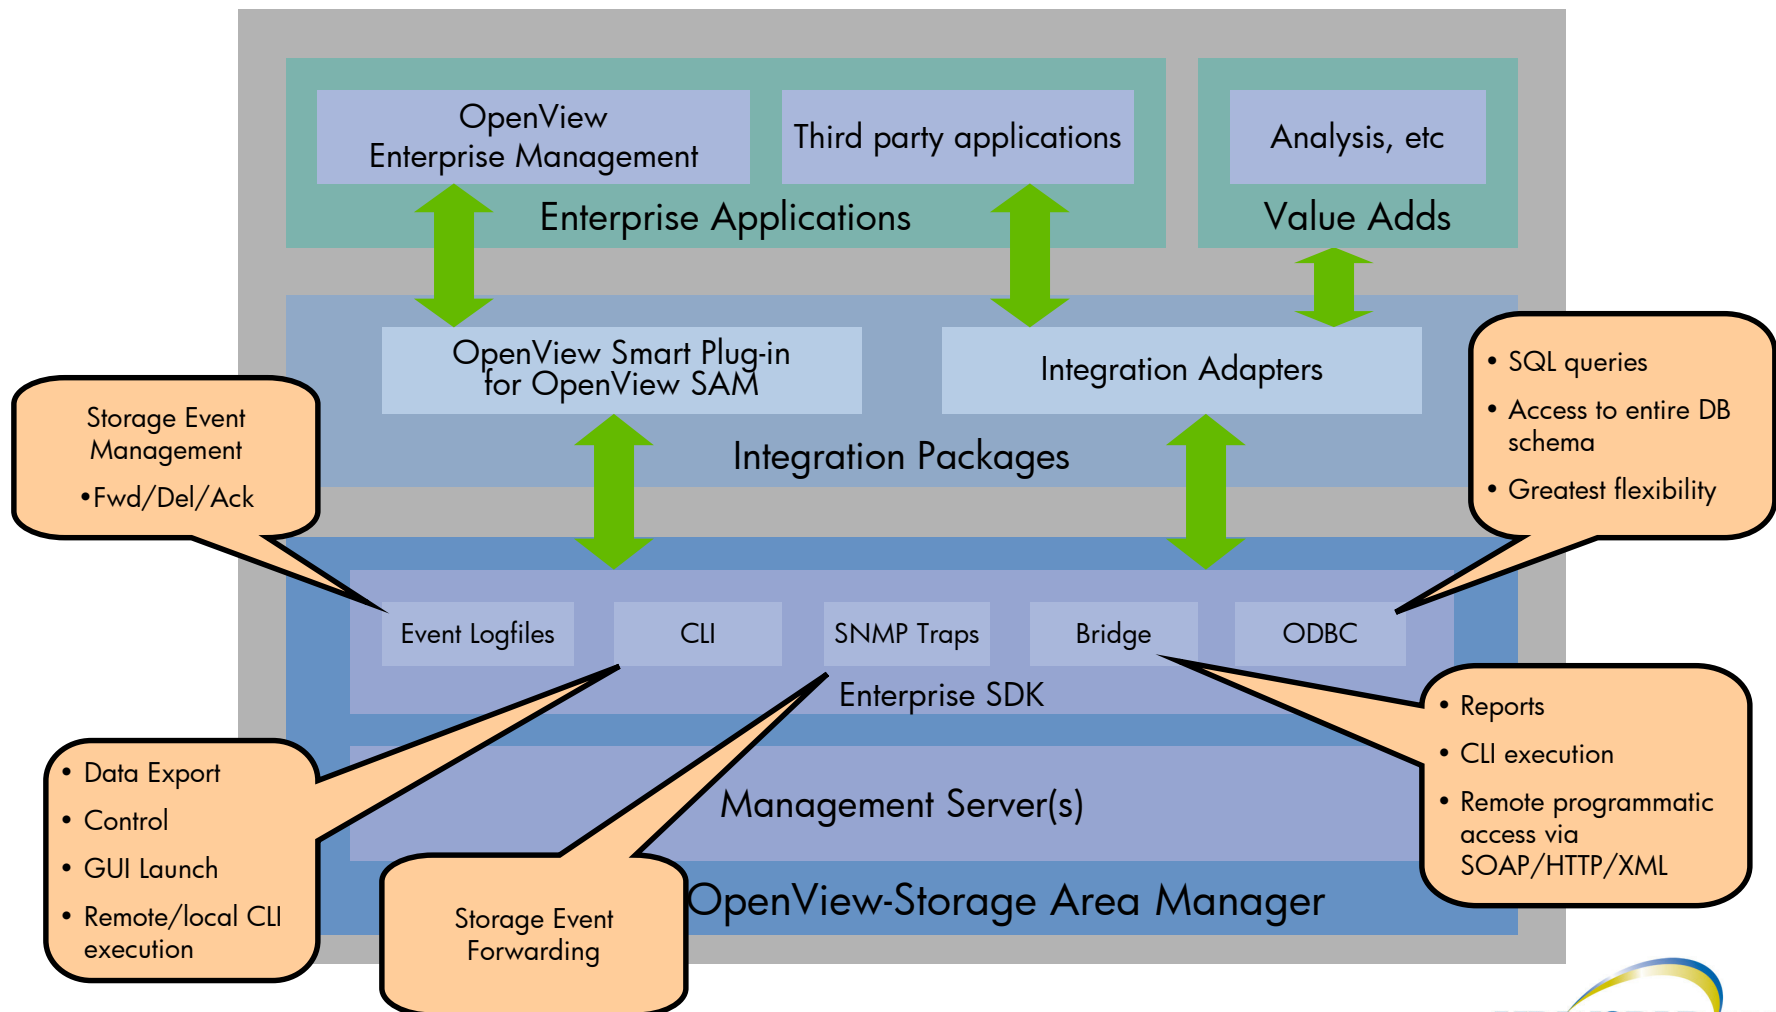 OpenView
Enterprise Management
Third party applications
Analysis, etc
Enterprise Applications
Value Adds
OpenView Smart Plug-in
for OpenView SAM
Integration Adapters
Integration Packages
Storage Event
Management
•Fwd/Del/Ack
• SQL queries
• Access to entire DB
schema
• Greatest flexibility
Event Logfiles
CLI
SNMP Traps
Bridge
ODBC
Enterprise SDK
• Data Export
• Control
• GUI Launch
• Remote/local CLI
execution
Management Server(s)
• Reports
• CLI execution
• Remote programmatic
access via
SOAP/HTTP/XML
Storage Event
Forwarding
OpenView-Storage Area Manager